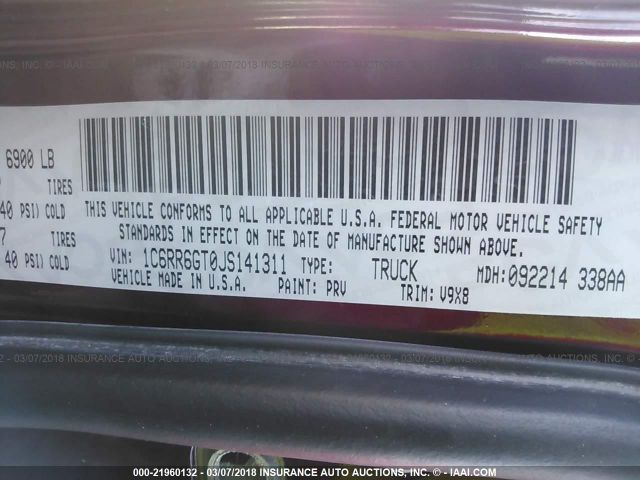 6900 LB
TIRES
40 PSI) COLD
7 TIRES
40 PSI) COLD
THIS VEHICLE CONFORMS TO ALL APPLICABLE U.S.A. FEDERAL MOTOR VEHICLE SAFETY
STANDARDS IN EFFECT ON THE DATE OF MANUFACTURE SHOWN ABOVE.
VIN: 1C6RR6GT0JS141311 TYPE: TRUCK MDH: 092214 338AA
VEHICLE MADE IN U.S.A. PAINT: PRV TRIM: V9X8
000-21960132 - 03/07/2018 INSURANCE AUTO AUCTIONS, INC. - © IAAI.COM